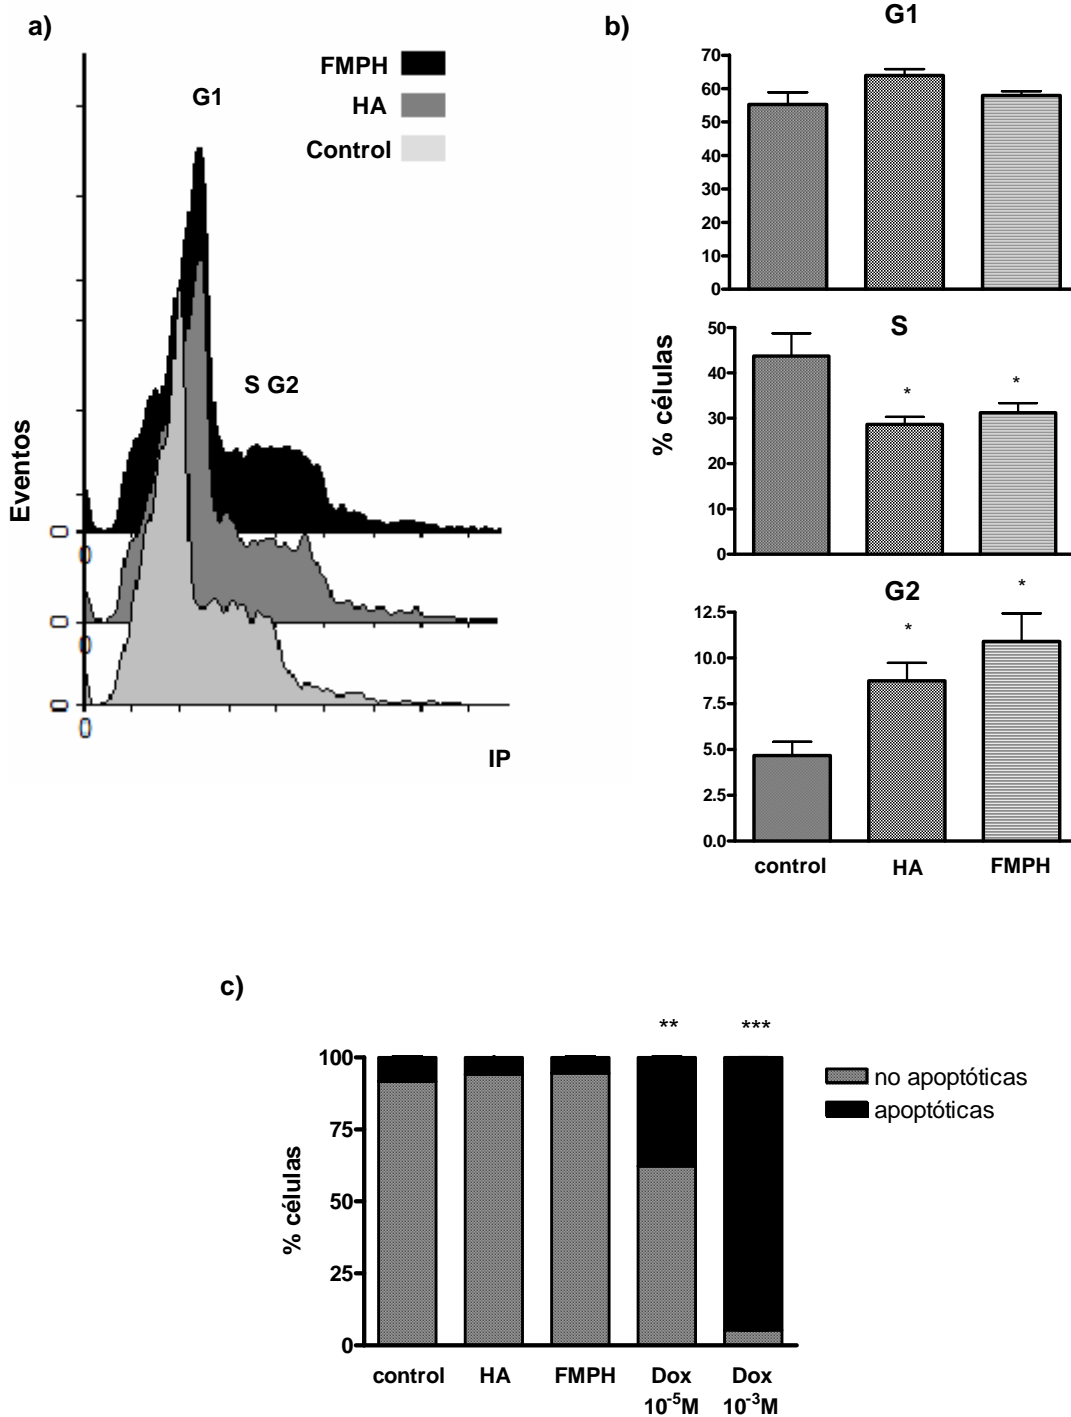 a)
FMPH
HA
Control
G1
S G2
Eventos
0
0
0
0
0
0
IP
b)
G1
70
60
50
40
30
20
10
0
% células
S
50
40
30
20
10
0
*
*
G2
12.5
10.0
7.5
5.0
2.5
0.0
*
*
control HA FMPH
c)
** ***
100
75
50
25
0
% células
no apoptóticas
apoptóticas
control HA FMPH Dox Dox
10⁻⁵M 10⁻³M